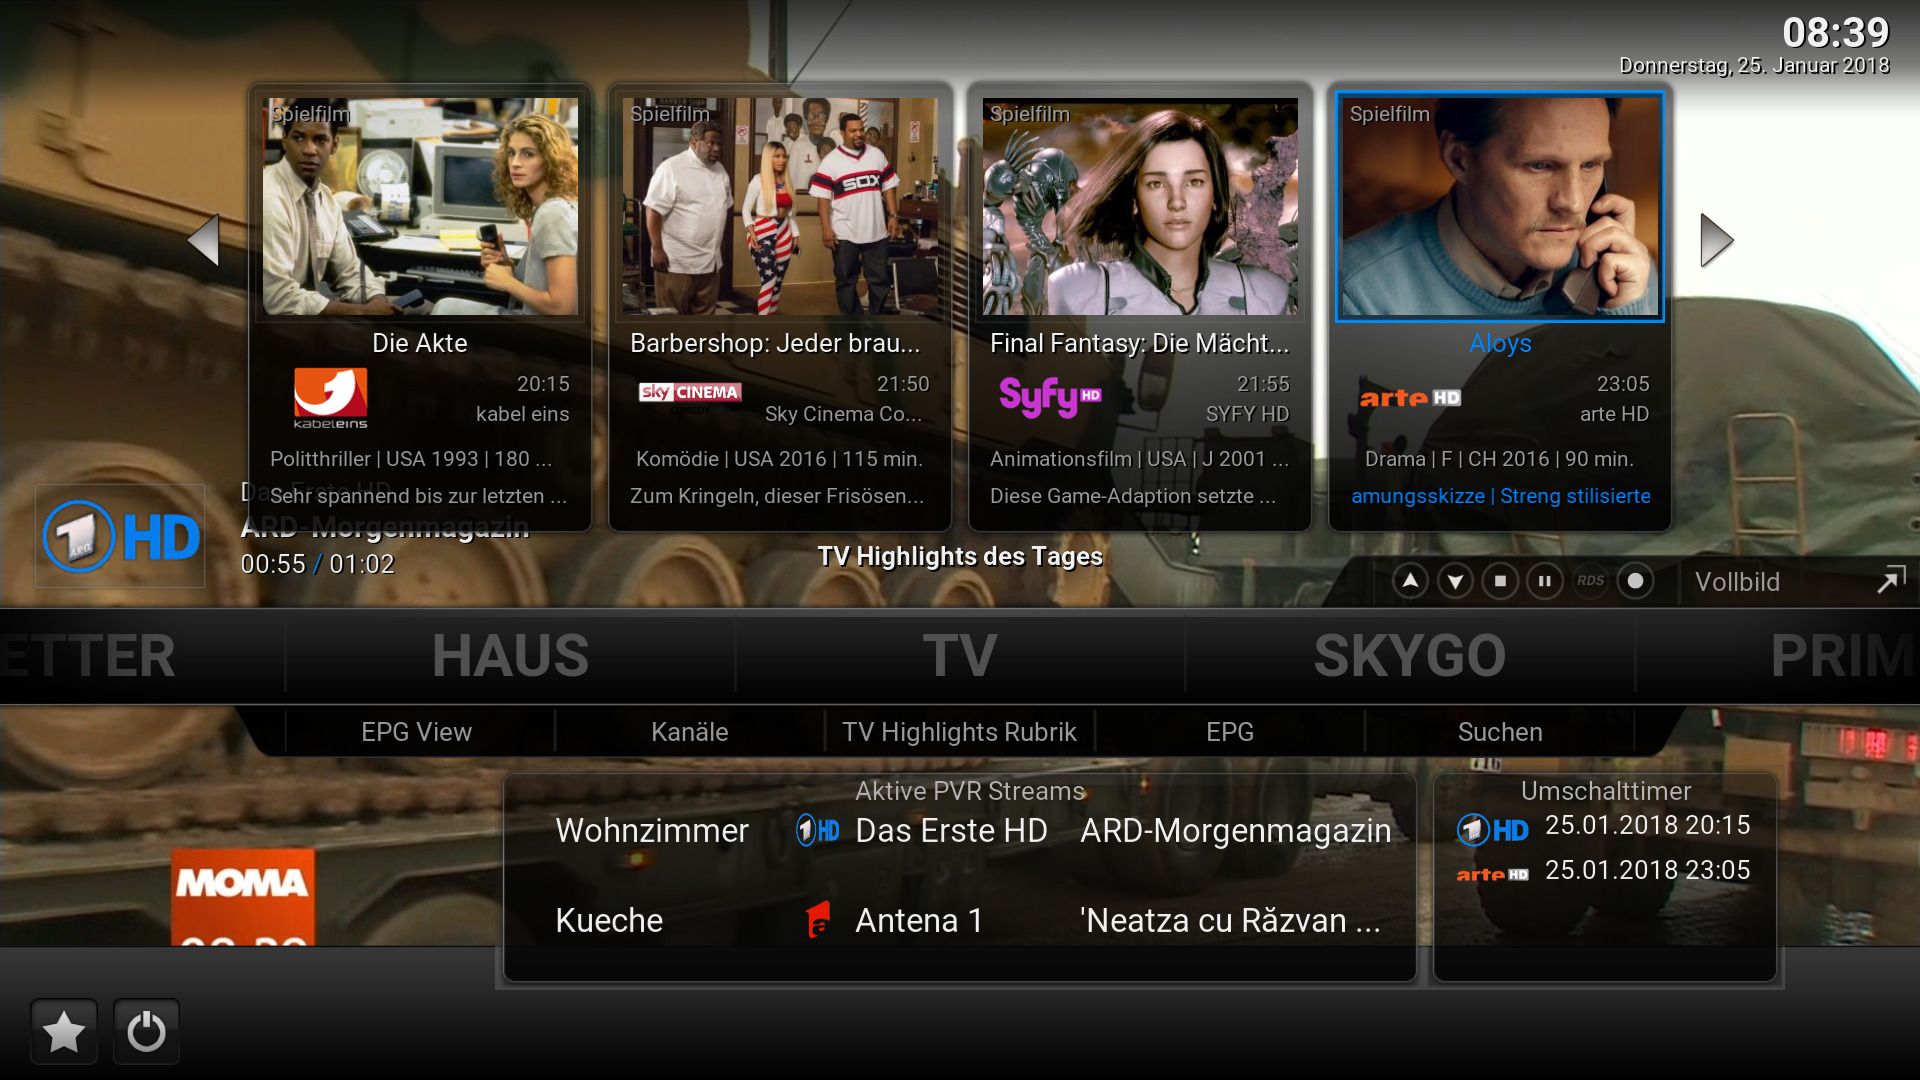 08:39
Donnerstag, 25. Januar 2018
Spielfilm
Die Akte
kabeleins
20:15
kabel eins
Politthriller | USA 1993 | 180 ...
Sehr spannend bis zur letzten ...
Spielfilm
SOX
Barbershop: Jeder brau...
sky CINEMA
COMEDY
21:50
Sky Cinema Co...
Komödie | USA 2016 | 115 min.
Zum Kringeln, dieser Frisösen...
Spielfilm
Final Fantasy: Die Mächt...
Syfy HD
21:55
SYFY HD
Animationsfilm | USA | J 2001 ...
Diese Game-Adaption setzte ...
Spielfilm
Aloys
arte HD
23:05
arte HD
Drama | F | CH 2016 | 90 min.
amungsskizze | Streng stilisierte
1 ARD HD
Das Erste HD
ARD-Morgenmagazin
00:55 / 01:02
TV Highlights des Tages
RDS
Vollbild
ETTER
HAUS
TV
SKYGO
PRIM
EPG View
Kanäle
TV Highlights Rubrik
EPG
Suchen
Aktive PVR Streams
Wohnzimmer
1 HD
Das Erste HD
ARD-Morgenmagazin
Kueche
a
Antena 1
'Neatza cu Răzvan ...
Umschalttimer
1 HD
25.01.2018 20:15
arte HD
25.01.2018 23:05
MOMA